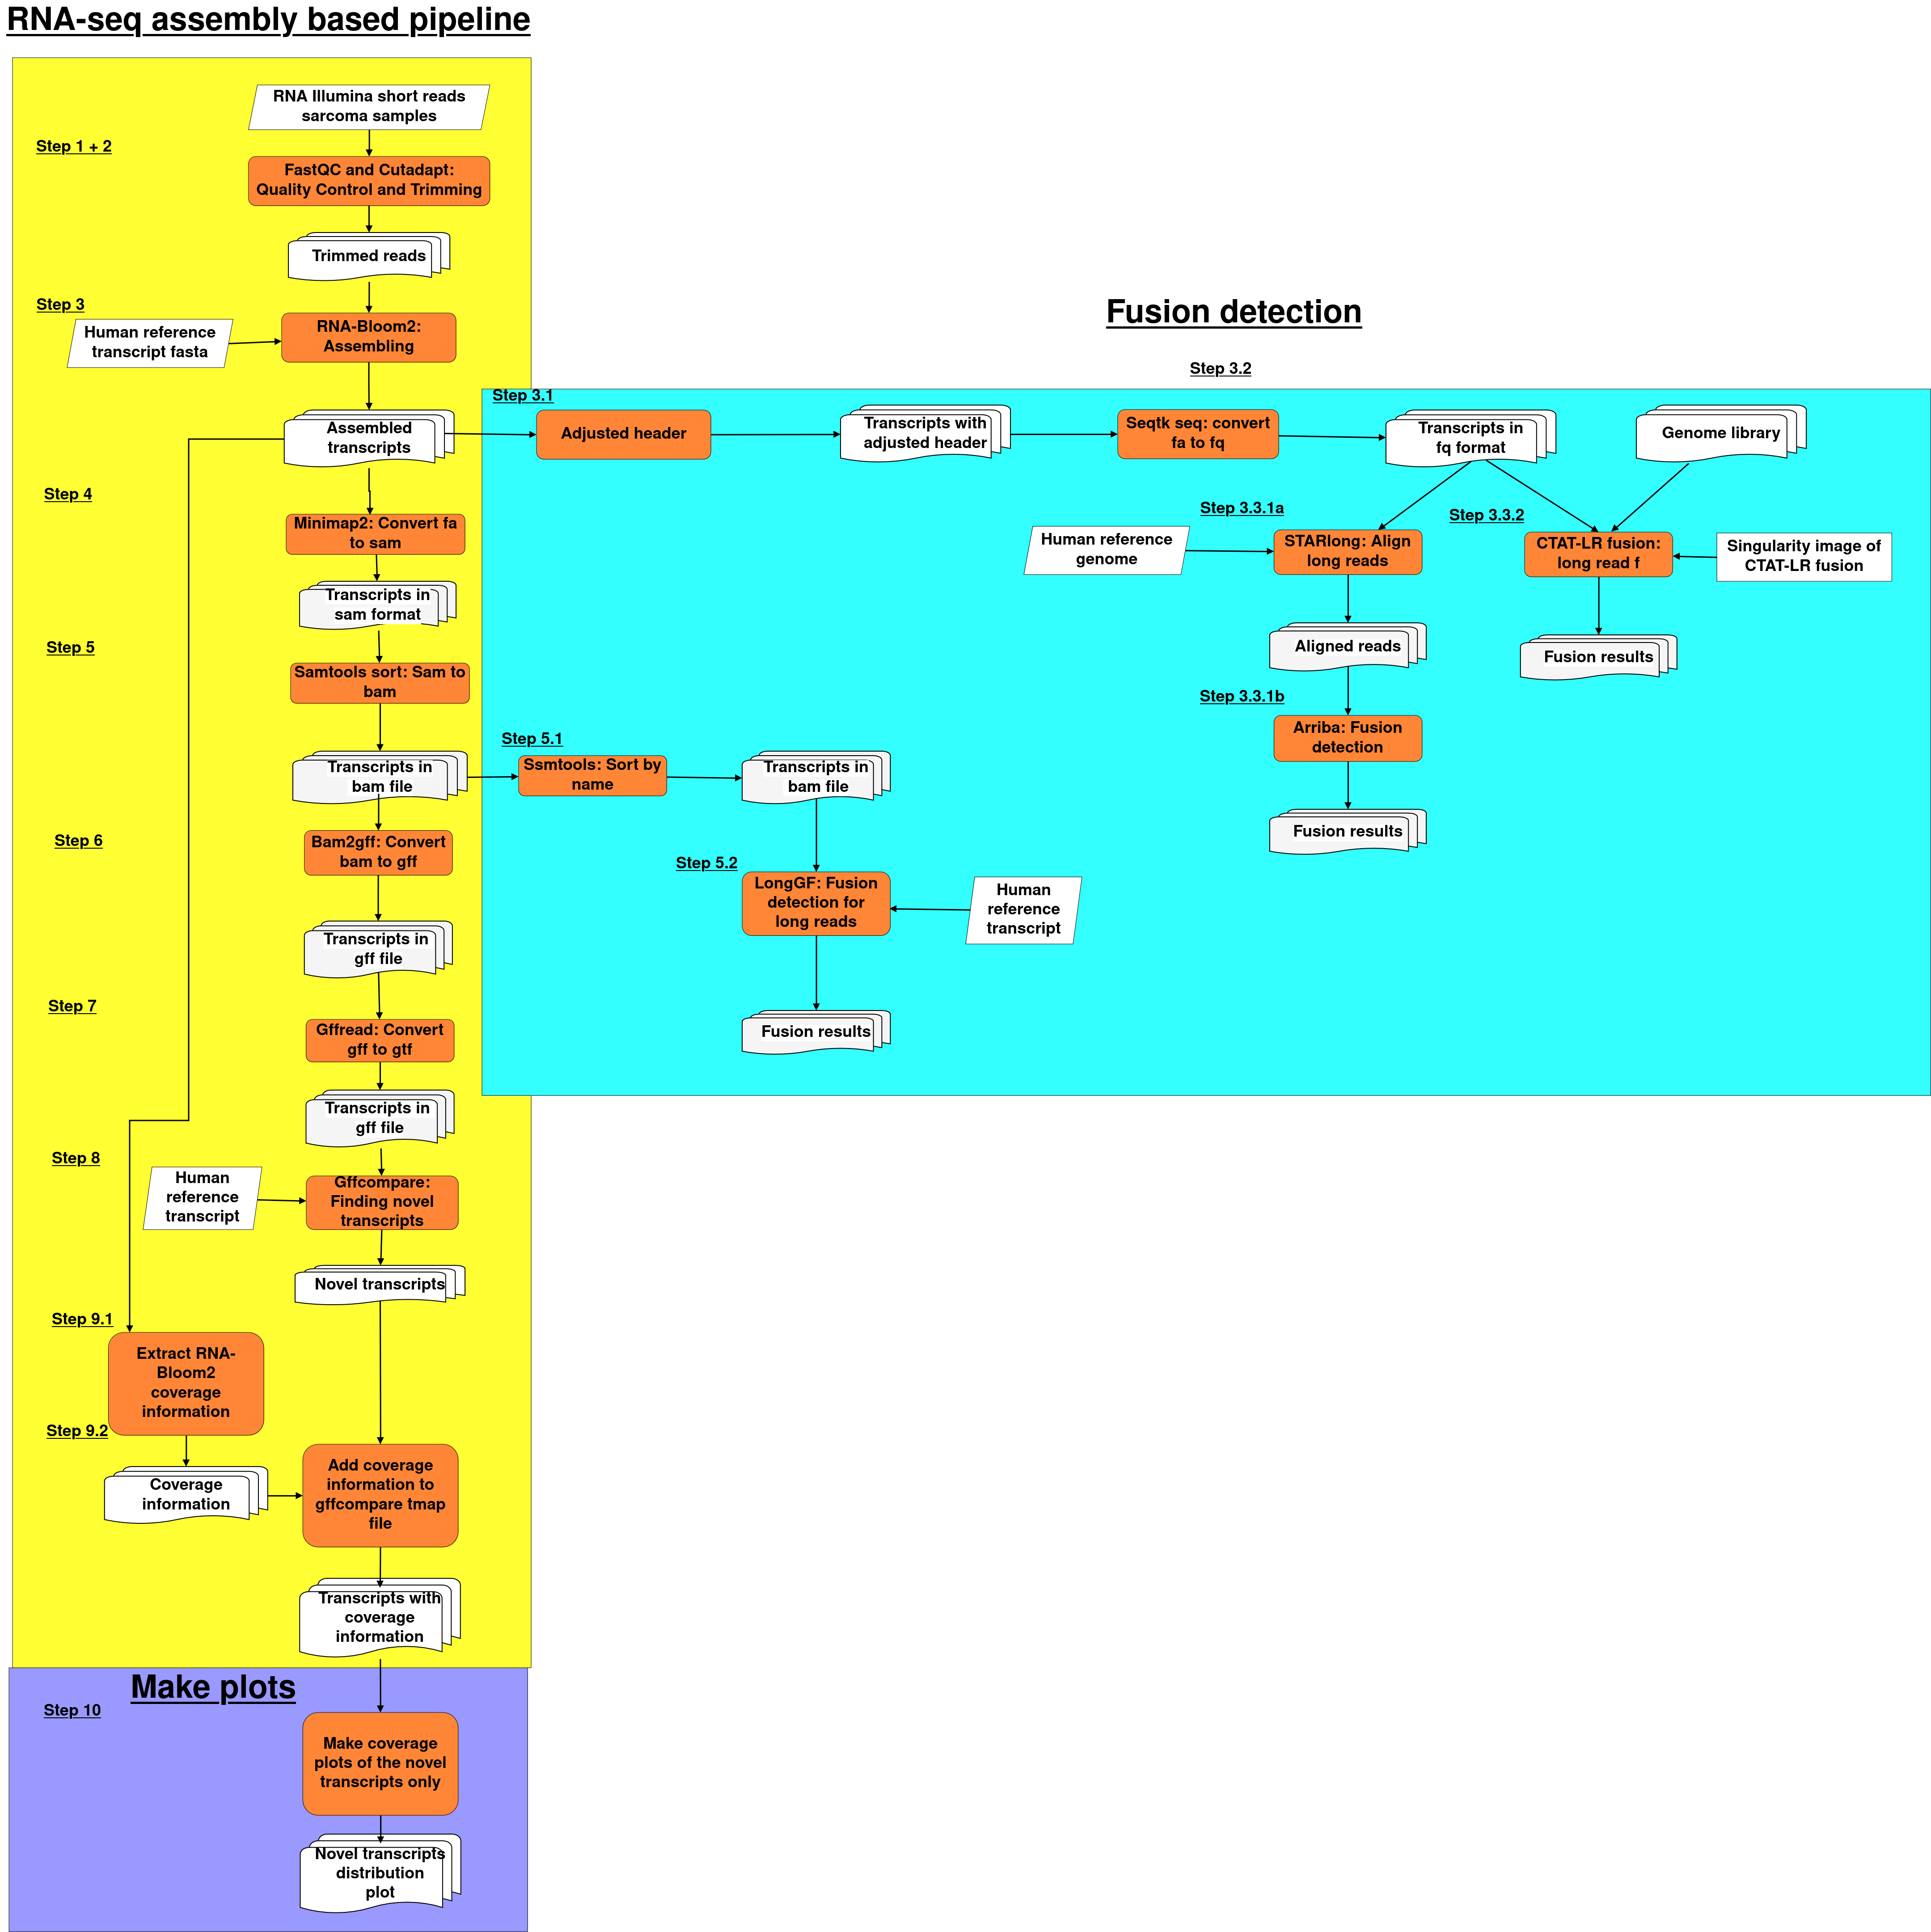 RNA-seq assembly based pipeline
RNA Illumina short reads
sarcoma samples
Step 1 + 2
FastQC and Cutadapt:
Quality Control and Trimming
Trimmed reads
Step 3
Human reference
transcript fasta
RNA-Bloom2:
Assembling
Assembled
transcripts
Step 4
Minimap2: Convert fa
to sam
Transcripts in
sam format
Step 5
Samtools sort: Sam to
bam
Transcripts in
bam file
Step 6
Bam2gff: Convert
bam to gff
Transcripts in
gff file
Step 7
Gffread: Convert
gff to gtf
Transcripts in
gff file
Step 8
Human
reference
transcript
Gffcompare:
Finding novel
transcripts
Novel transcripts
Step 9.1
Extract RNA-
Bloom2
coverage
information
Step 9.2
Coverage
information
Add coverage
information to
gffcompare tmap
file
Transcripts with
coverage
information
Make plots
Step 10
Make coverage
plots of the novel
transcripts only
Novel transcripts
distribution
plot
Fusion detection
Step 3.2
Step 3.1
Adjusted header
Transcripts with
adjusted header
Seqtk seq: convert
fa to fq
Transcripts in
fq format
Genome library
Step 3.3.1a
Human reference
genome
STARlong: Align
long reads
Step 3.3.2
CTAT-LR fusion:
long read f
Singularity image of
CTAT-LR fusion
Aligned reads
Fusion results
Step 3.3.1b
Arriba: Fusion
detection
Fusion results
Step 5.1
Ssmtools: Sort by
name
Transcripts in
bam file
Step 5.2
LongGF: Fusion
detection for
long reads
Human
reference
transcript
Fusion results